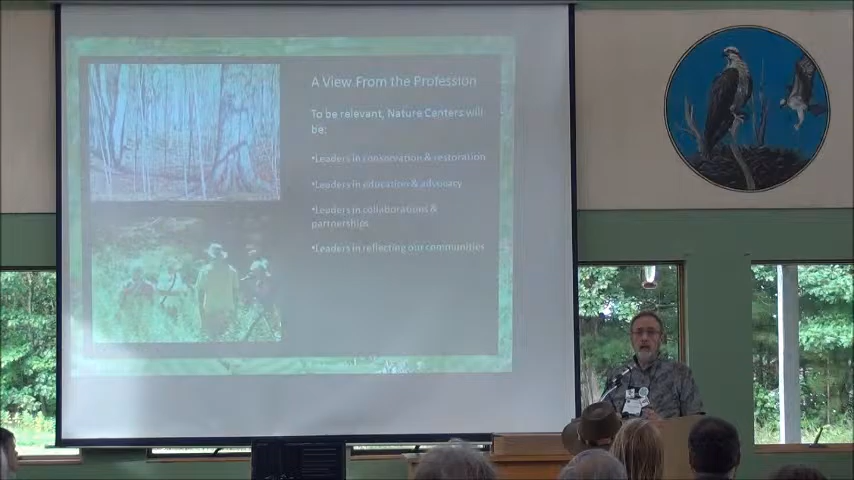 A View From the Profession
To be relevant, Nature Centers will
be:
•Leaders in conservation & restoration
•Leaders in education & advocacy
•Leaders in collaborations &
partnerships
•Leaders in reflecting our communities